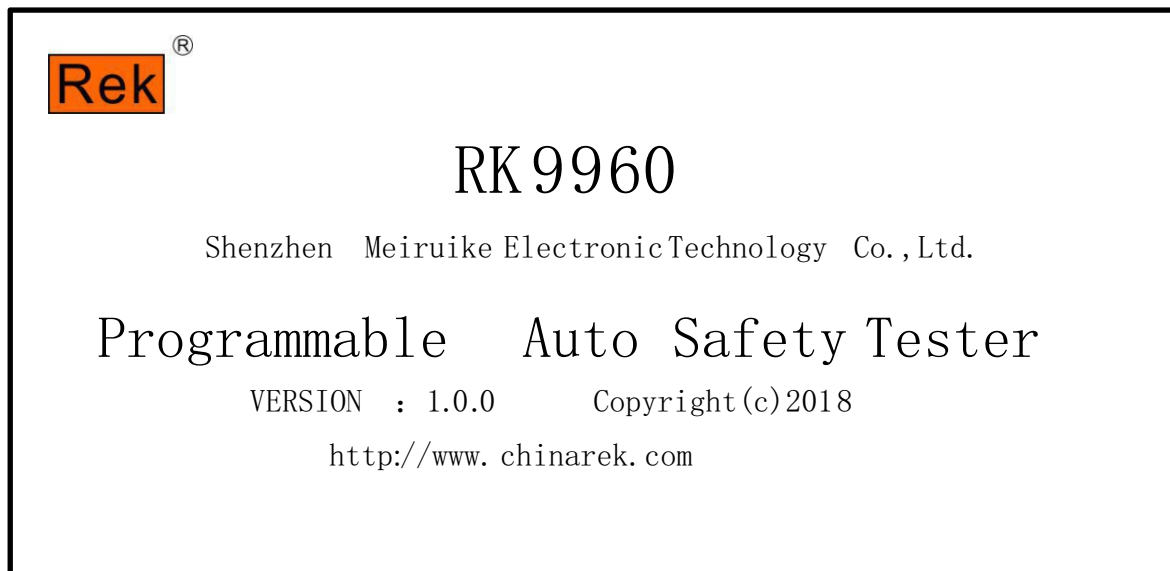 Rek ®
RK9960
Shenzhen Meiruike Electronic Technology Co.,Ltd.
Programmable Auto Safety Tester
VERSION : 1.0.0 Copyright(c)2018
http://www.chinarek.com